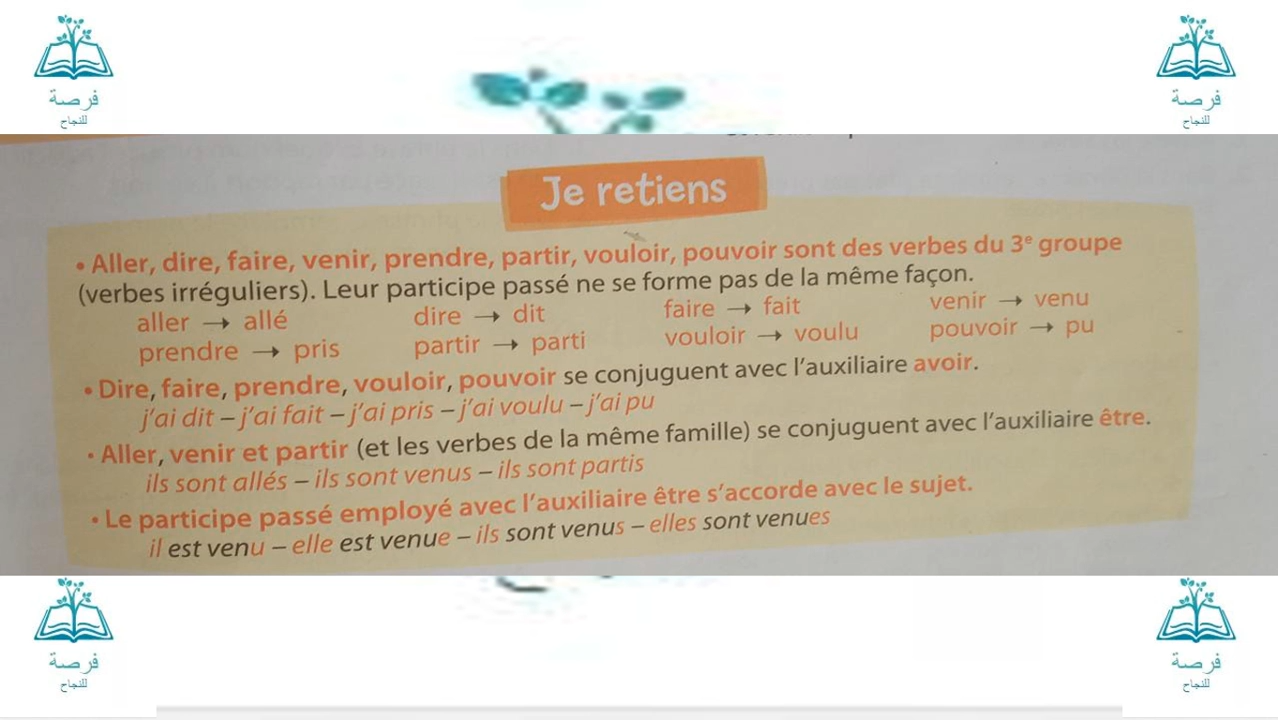 فرصة
للنجاح
فرصة
للنجاح
Je retiens
• Aller, dire, faire, venir, prendre, partir, vouloir, pouvoir sont des verbes du 3e groupe
(verbes irréguliers). Leur participe passé ne se forme pas de la même façon.
aller → allé dire → dit faire → fait venir → venu
prendre → pris partir → parti vouloir → voulu pouvoir → pu
• Dire, faire, prendre, vouloir, pouvoir se conjuguent avec l'auxiliaire avoir.
j'ai dit – j'ai fait – j'ai pris – j'ai voulu – j'ai pu
• Aller, venir et partir (et les verbes de la même famille) se conjuguent avec l'auxiliaire être.
ils sont allés – ils sont venus – ils sont partis
• Le participe passé employé avec l'auxiliaire être s'accorde avec le sujet.
il est venu – elle est venue – ils sont venus – elles sont venues
فرصة
للنجاح
فرصة
للنجاح